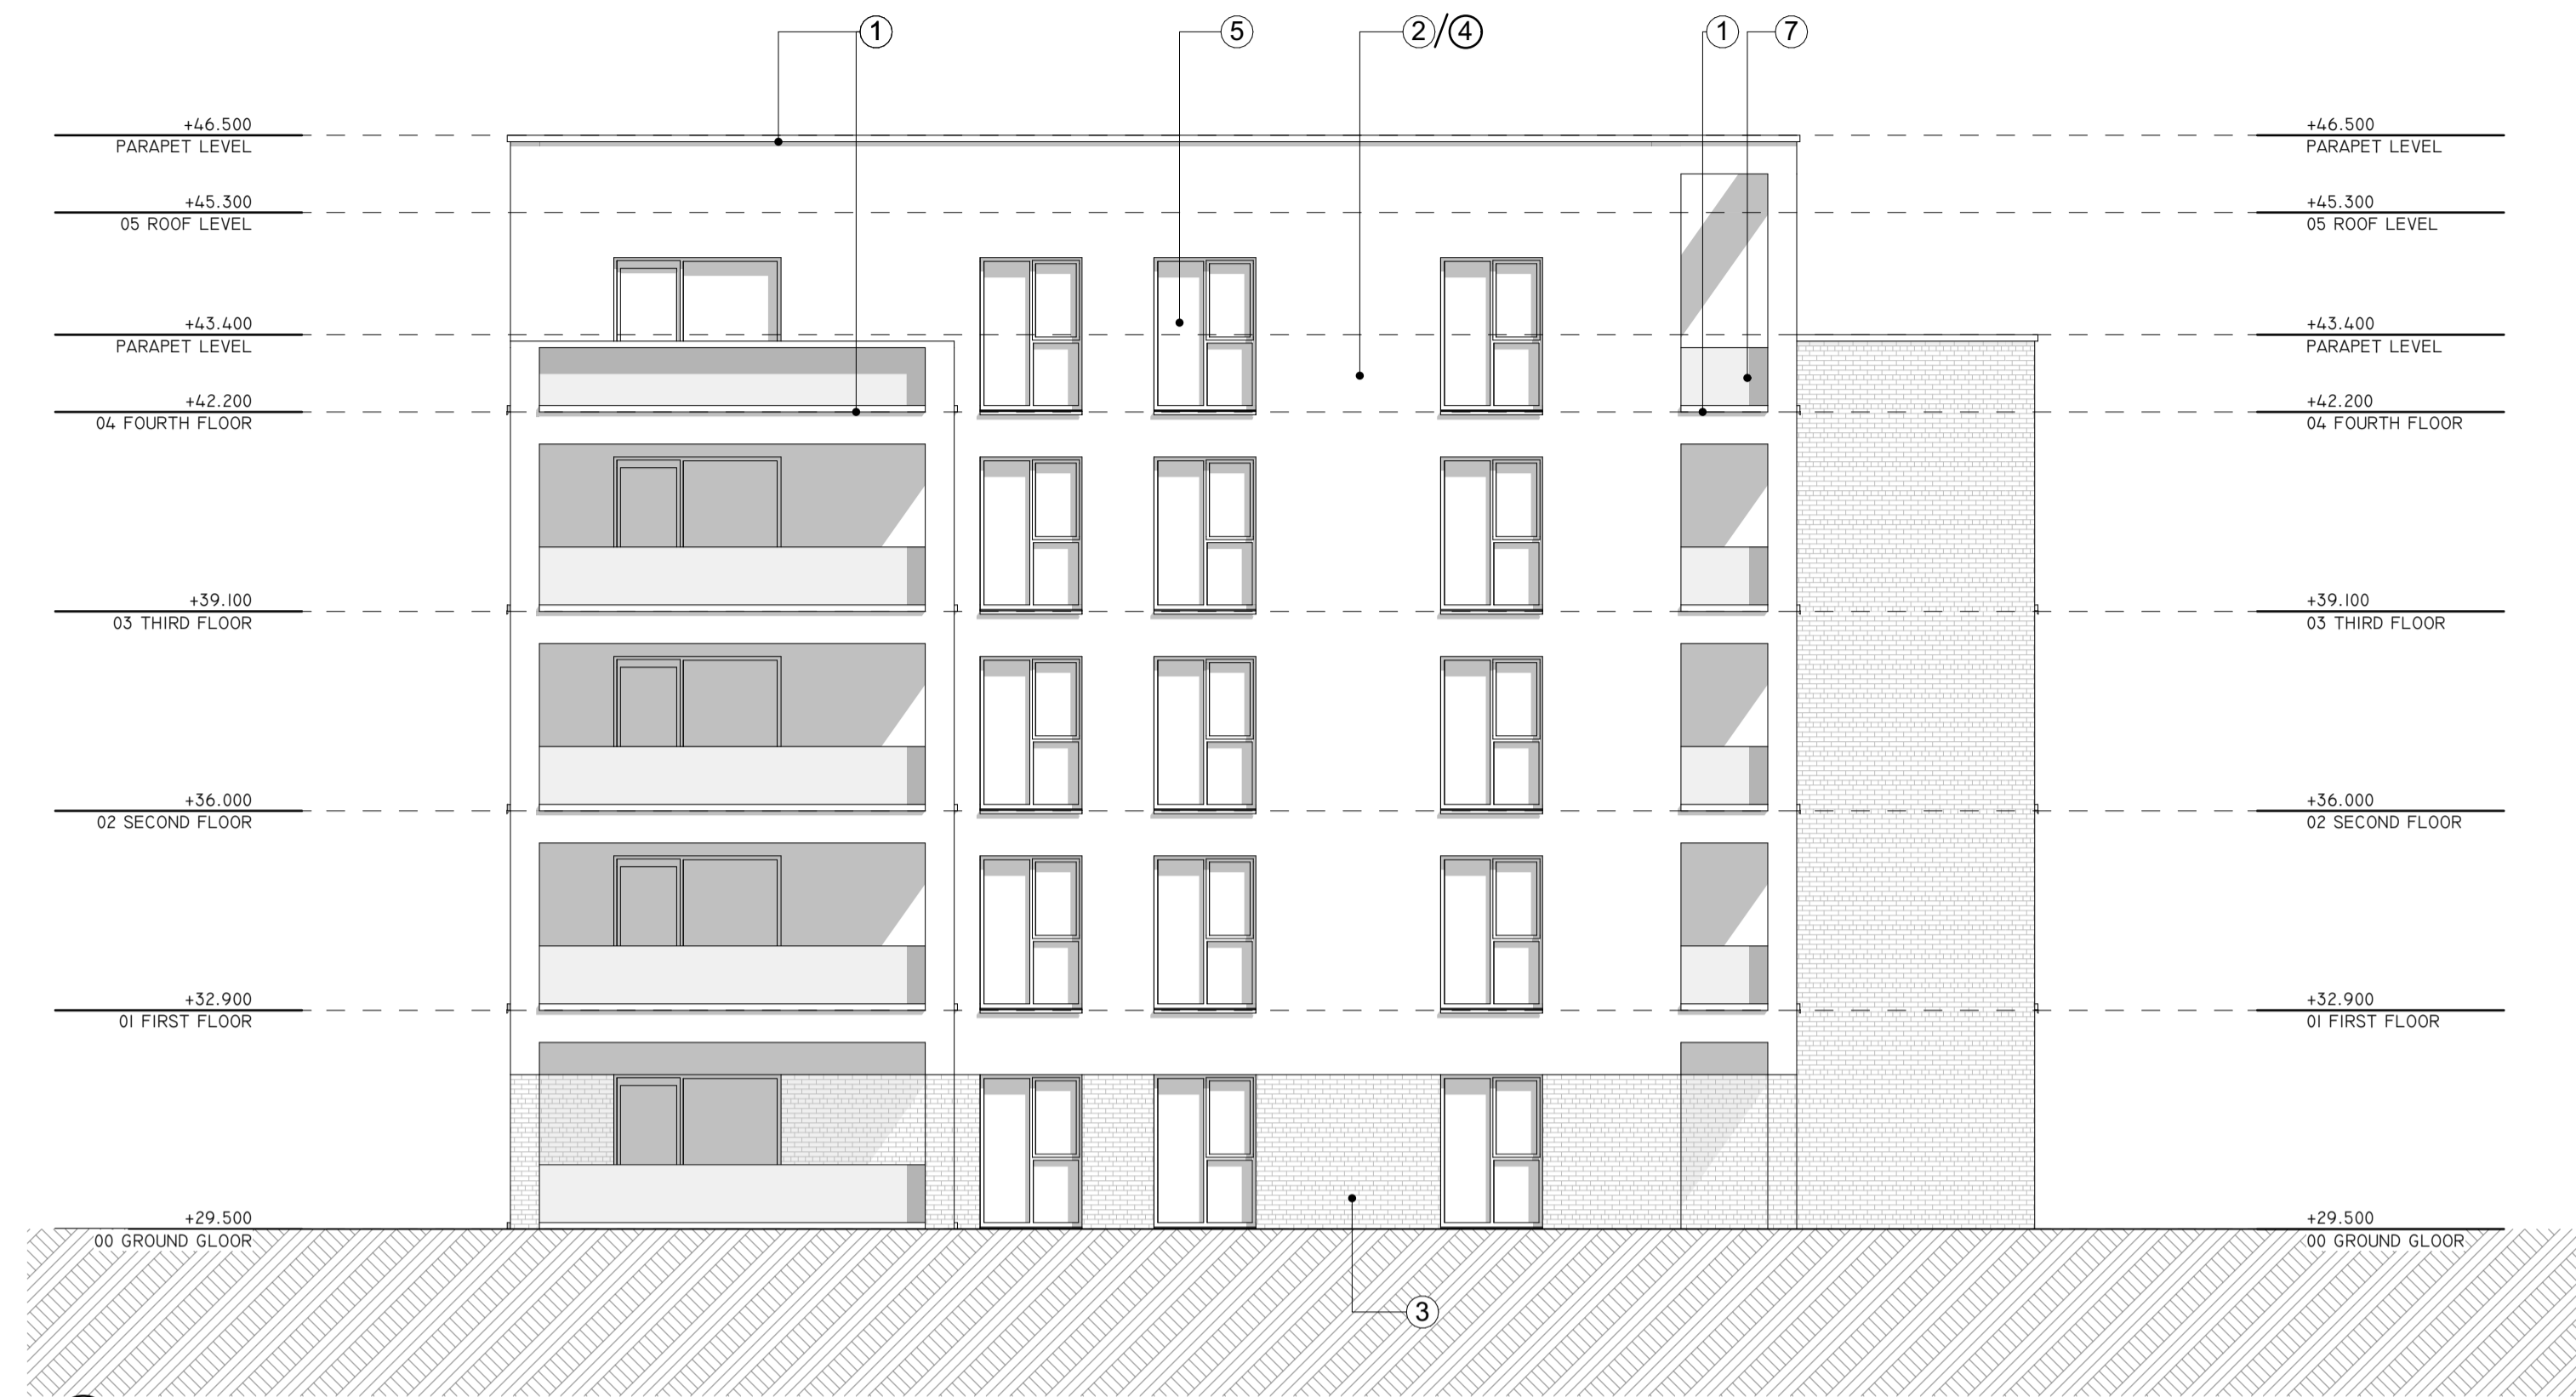 1 5 2/4 1 7
+46.500 +46.500
PARAPET LEVEL PARAPET LEVEL
+45.300 +45.300
05 ROOF LEVEL 05 ROOF LEVEL
+43.400 +43.400
PARAPET LEVEL PARAPET LEVEL
+42.200 +42.200
04 FOURTH FLOOR 04 FOURTH FLOOR
+39.100 +39.100
03 THIRD FLOOR 03 THIRD FLOOR
+36.000 +36.000
02 SECOND FLOOR 02 SECOND FLOOR
+32.900 +32.900
01 FIRST FLOOR 01 FIRST FLOOR
+29.500 +29.500
00 GROUND GLOOR 00 GROUND GLOOR
3